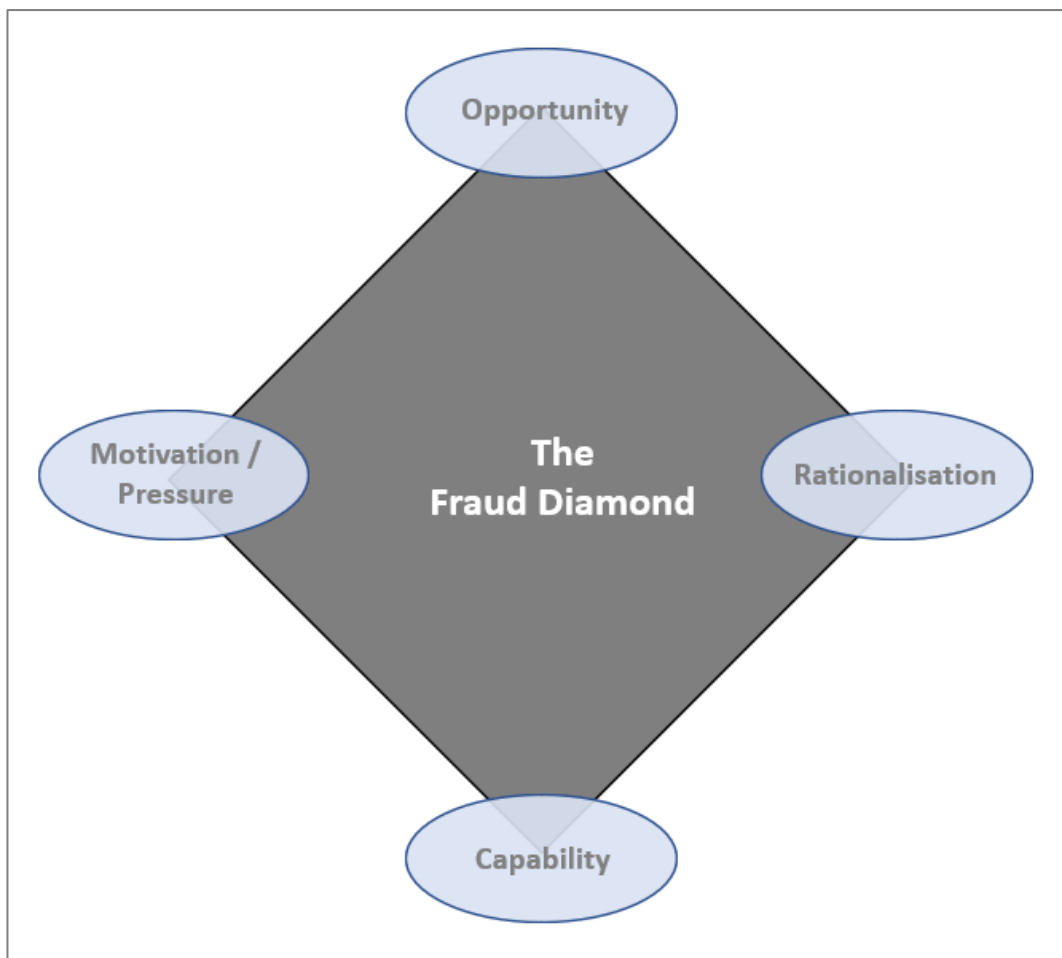 Opportunity
Motivation /
Pressure
The
Fraud Diamond
Rationalisation
Capability